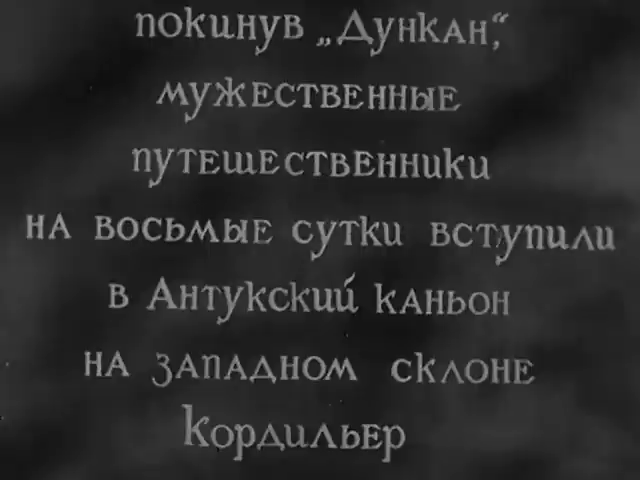 покинув „Дункан“,
мужественные
путешественники
на восьмые сутки вступили
в Антукский каньон
на западном склоне
Кордильер